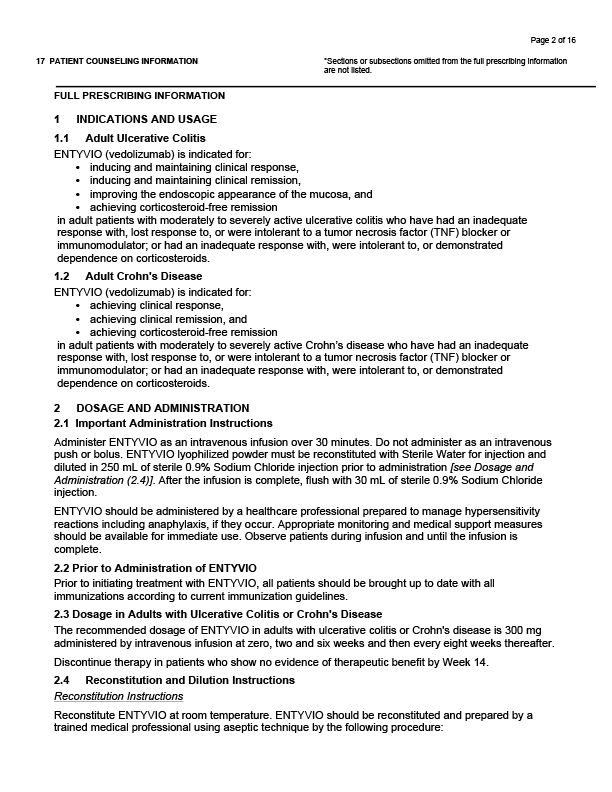 Page 2 of 16
17 PATIENT COUNSELING INFORMATION
*Sections or subsections omitted from the full prescribing information
are not listed.
FULL PRESCRIBING INFORMATION
1 INDICATIONS AND USAGE
1.1 Adult Ulcerative Colitis
ENTYVIO (vedolizumab) is indicated for:
• inducing and maintaining clinical response,
• inducing and maintaining clinical remission,
• improving the endoscopic appearance of the mucosa, and
• achieving corticosteroid-free remission
in adult patients with moderately to severely active ulcerative colitis who have had an inadequate
response with, lost response to, or were intolerant to a tumor necrosis factor (TNF) blocker or
immunomodulator; or had an inadequate response with, were intolerant to, or demonstrated
dependence on corticosteroids.
1.2 Adult Crohn's Disease
ENTYVIO (vedolizumab) is indicated for:
• achieving clinical response,
• achieving clinical remission, and
• achieving corticosteroid-free remission
in adult patients with moderately to severely active Crohn's disease who have had an inadequate
response with, lost response to, or were intolerant to a tumor necrosis factor (TNF) blocker or
immunomodulator; or had an inadequate response with, were intolerant to, or demonstrated
dependence on corticosteroids.
2 DOSAGE AND ADMINISTRATION
2.1 Important Administration Instructions
Administer ENTYVIO as an intravenous infusion over 30 minutes. Do not administer as an intravenous
push or bolus. ENTYVIO lyophilized powder must be reconstituted with Sterile Water for injection and
diluted in 250 mL of sterile 0.9% Sodium Chloride injection prior to administration [see Dosage and
Administration (2.4)]. After the infusion is complete, flush with 30 mL of sterile 0.9% Sodium Chloride
injection.
ENTYVIO should be administered by a healthcare professional prepared to manage hypersensitivity
reactions including anaphylaxis, if they occur. Appropriate monitoring and medical support measures
should be available for immediate use. Observe patients during infusion and until the infusion is
complete.
2.2 Prior to Administration of ENTYVIO
Prior to initiating treatment with ENTYVIO, all patients should be brought up to date with all
immunizations according to current immunization guidelines.
2.3 Dosage in Adults with Ulcerative Colitis or Crohn's Disease
The recommended dosage of ENTYVIO in adults with ulcerative colitis or Crohn's disease is 300 mg
administered by intravenous infusion at zero, two and six weeks and then every eight weeks thereafter.
Discontinue therapy in patients who show no evidence of therapeutic benefit by Week 14.
2.4 Reconstitution and Dilution Instructions
Reconstitution Instructions
Reconstitute ENTYVIO at room temperature. ENTYVIO should be reconstituted and prepared by a
trained medical professional using aseptic technique by the following procedure: